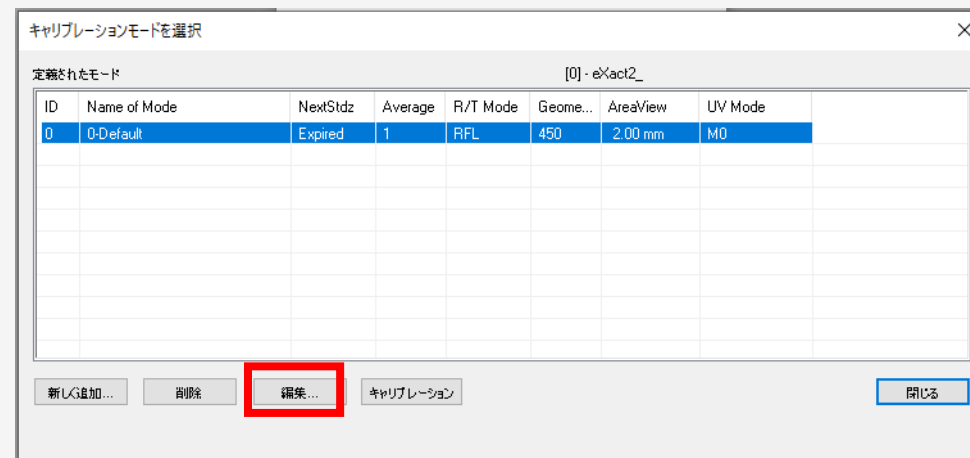 キャリブレーションモードを選択
定義されたモード [0] - eXact2_
ID Name of Mode NextStdz Average R/T Mode Geome... AreaView UV Mode
0 0-Default Expired 1 RFL 450 2.00 mm M0
新しく追加... 削除 編集... キャリブレーション 閉じる